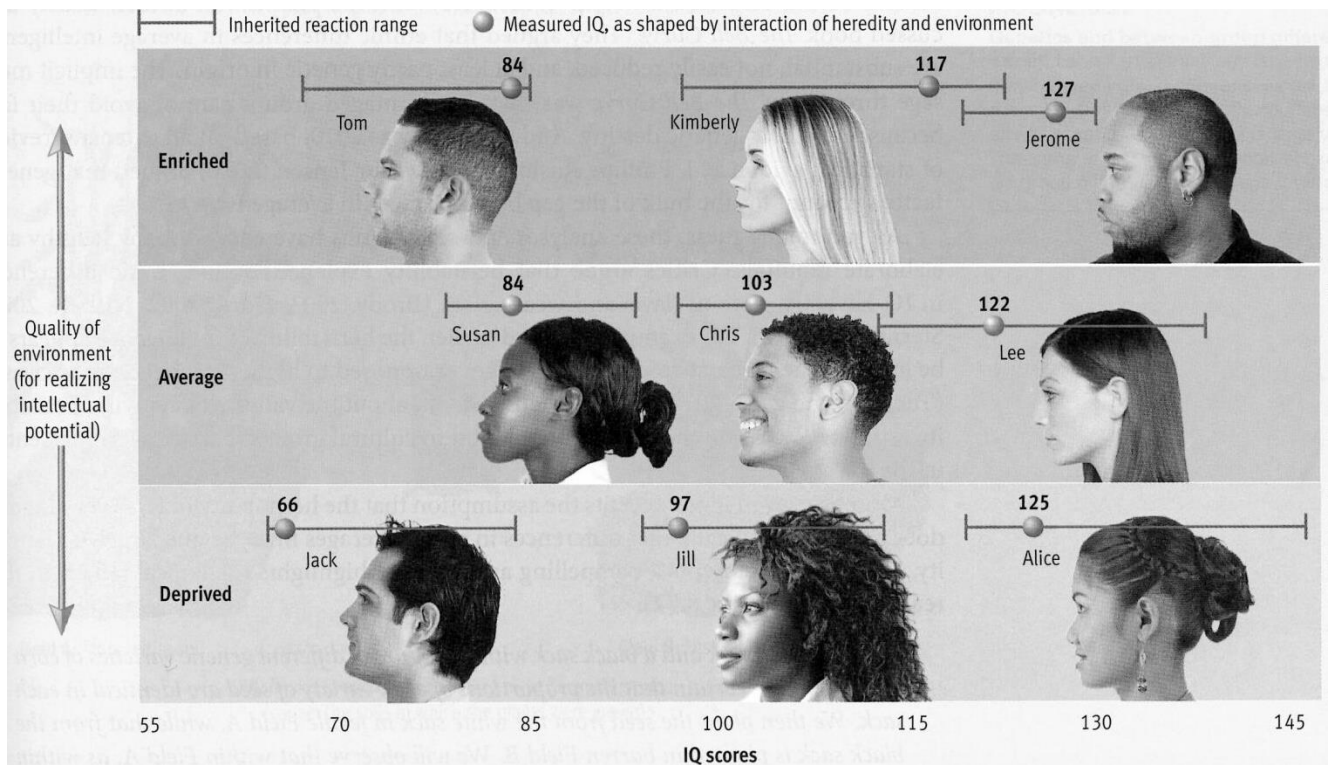 Inherited reaction range
Measured IQ, as shaped by interaction of heredity and environment
84
117
127
Tom
Kimberly
Jerome
Enriched
84
103
122
Susan
Chris
Lee
Quality of
environment
(for realizing
intellectual
potential)
Average
66
97
125
Jack
Jill
Alice
Deprived
55 70 85 100 115 130 145
IQ scores